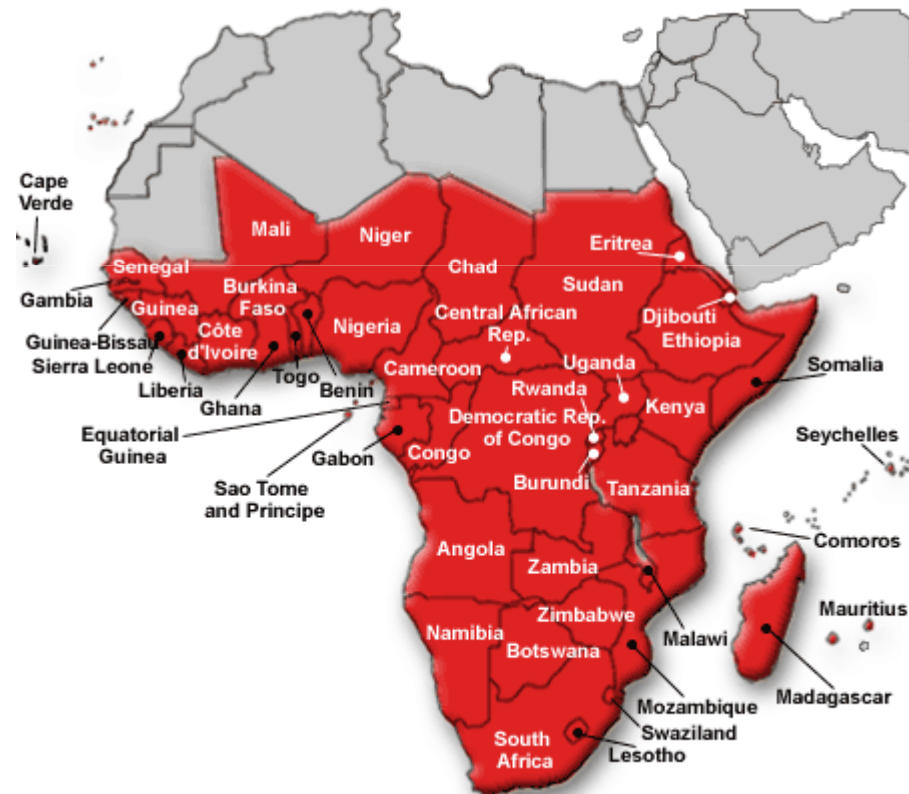 Cape
Verde
Mali
Niger
Eritrea
Senegal
Chad
Sudan
Gambia
Burkina
Faso
Guinea
Central African
Rep.
Djibouti
Nigeria
Côte
d'Ivoire
Ethiopia
Guinea-Bissau
Sierra Leone
Uganda
Cameroon
Somalia
Liberia
Togo
Benin
Rwanda
Ghana
Kenya
Democratic Rep.
of Congo
Equatorial
Guinea
Gabon
Congo
Seychelles
Burundi
Tanzania
Sao Tome
and Principe
Comoros
Angola
Zambia
Mauritius
Zimbabwe
Namibia
Malawi
Botswana
Madagascar
Mozambique
Swaziland
South
Africa
Lesotho